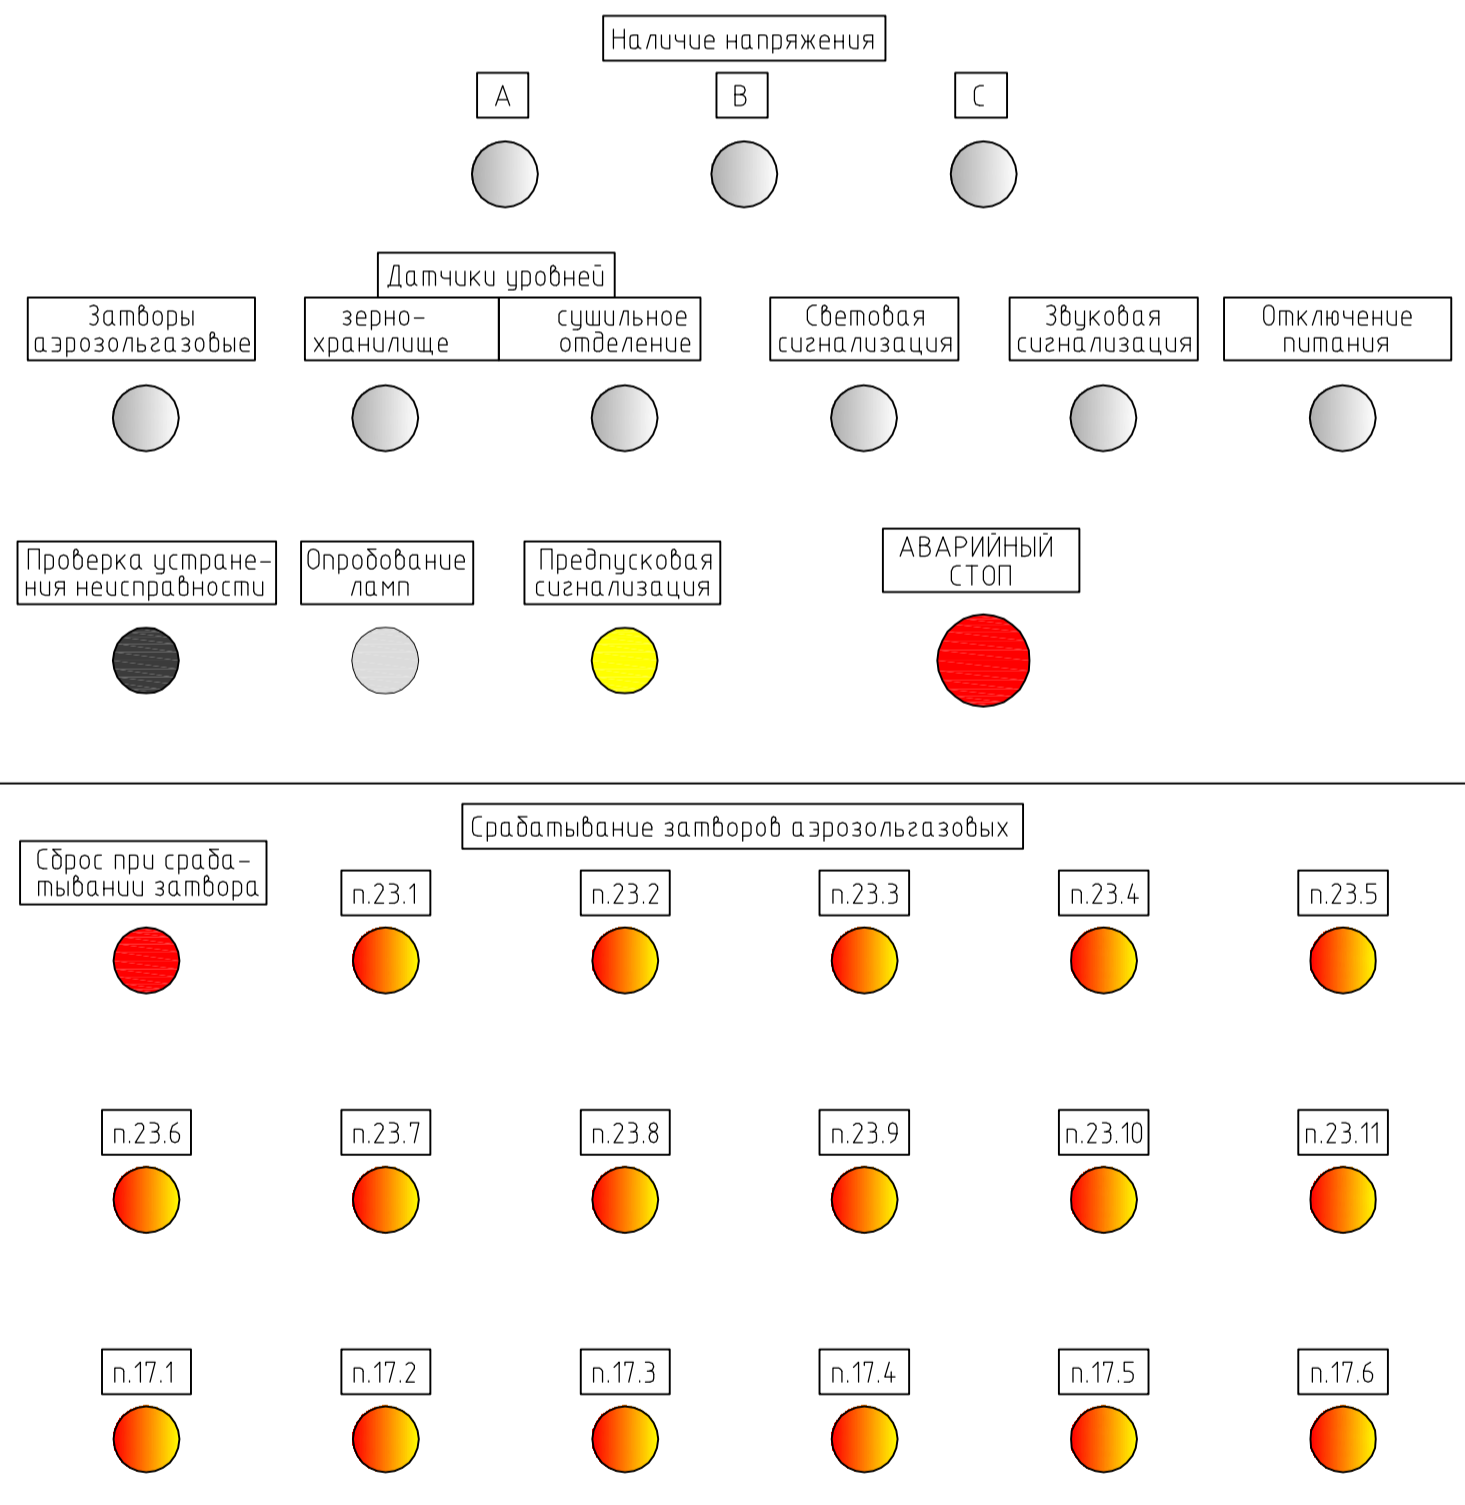 Наличие напряжения
А
В
С
Датчики уровней
Затворы
аэрозольгазовые
зерно-
хранилище
сушильное
отделение
Световая
сигнализация
Звуковая
сигнализация
Отключение
питания
Проверка устране-
ния неисправности
Опробование
ламп
Предпусковая
сигнализация
АВАРИЙНЫЙ
СТОП
Срабатывание затворов аэрозольгазовых
Сброс при сраба-
тывании затвора
п.23.1
п.23.2
п.23.3
п.23.4
п.23.5
п.23.6
п.23.7
п.23.8
п.23.9
п.23.10
п.23.11
п.17.1
п.17.2
п.17.3
п.17.4
п.17.5
п.17.6